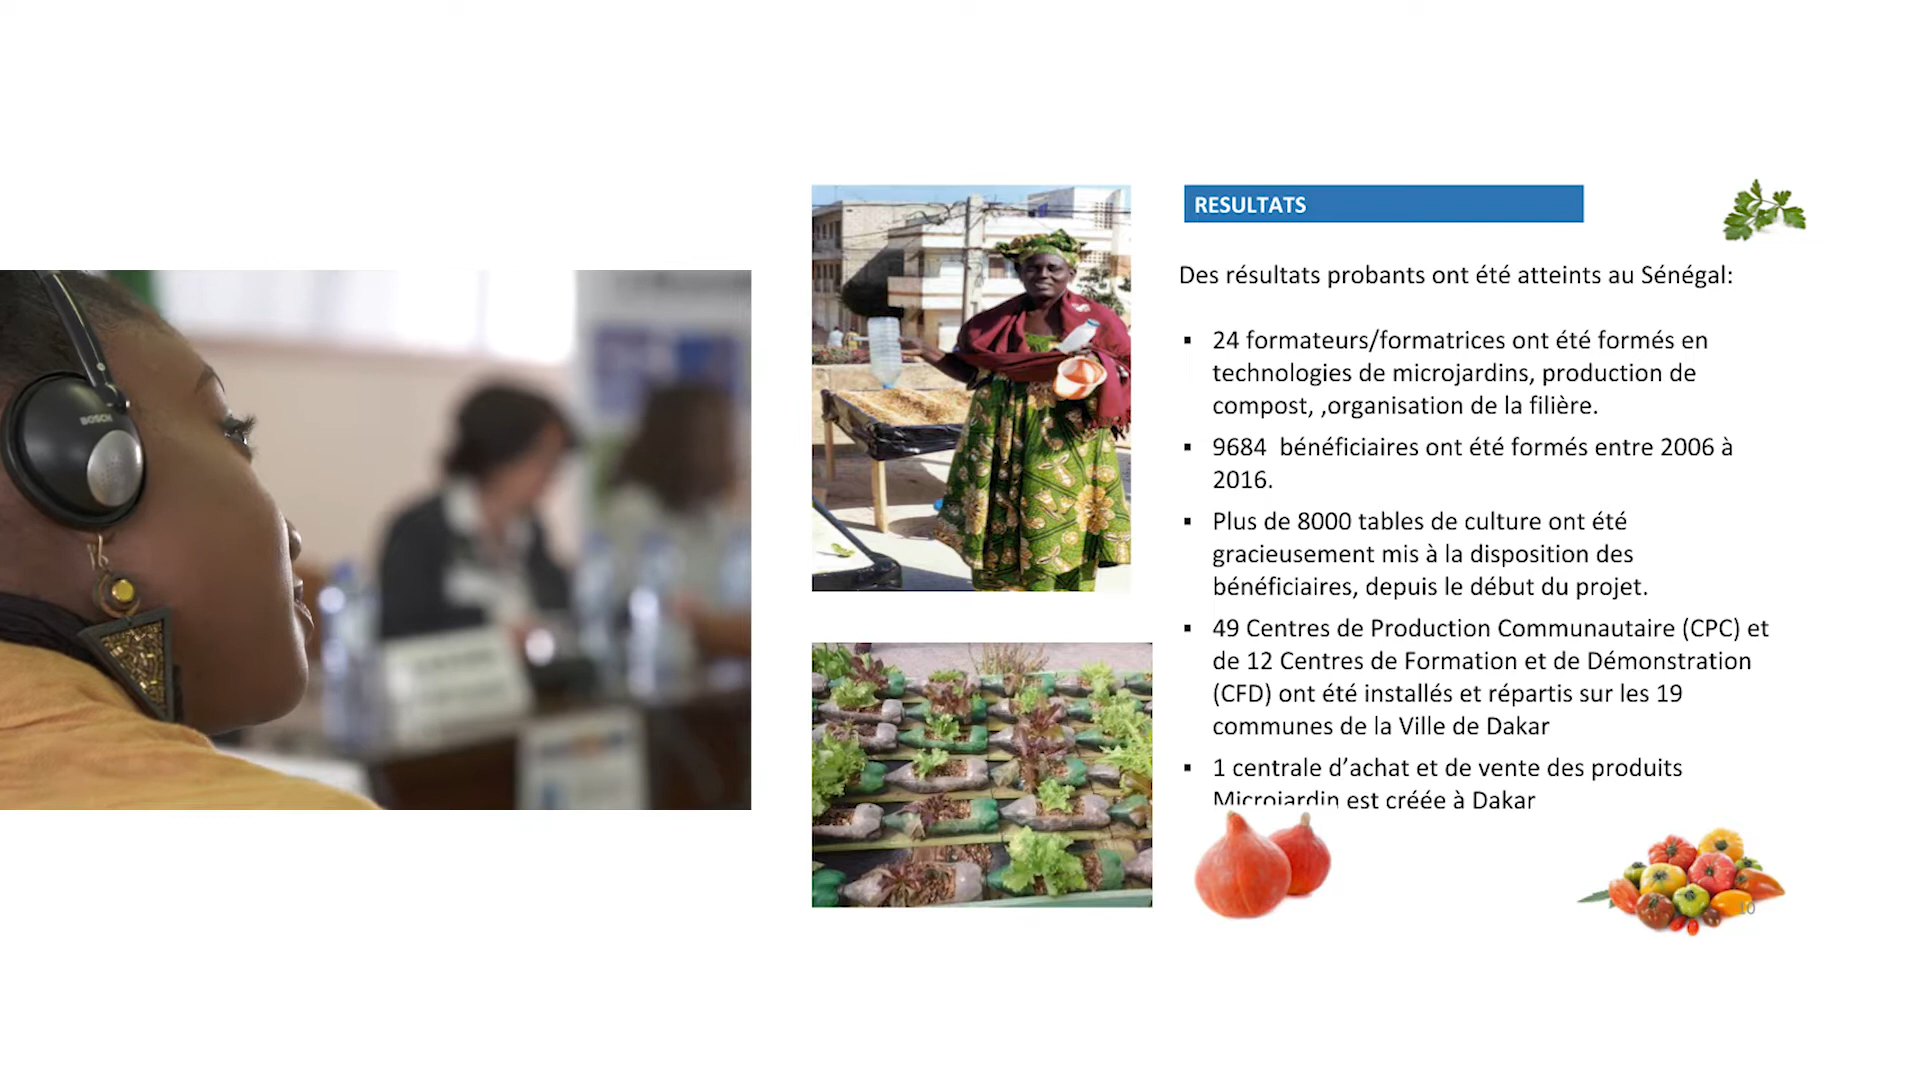 BOSCH
RESULTATS
Des résultats probants ont été atteints au Sénégal:
▪ 24 formateurs/formatrices ont été formés en
technologies de microjardins, production de
compost, ,organisation de la filière.
▪ 9684 bénéficiaires ont été formés entre 2006 à
2016.
▪ Plus de 8000 tables de culture ont été
gracieusement mis à la disposition des
bénéficiaires, depuis le début du projet.
▪ 49 Centres de Production Communautaire (CPC) et
de 12 Centres de Formation et de Démonstration
(CFD) ont été installés et répartis sur les 19
communes de la Ville de Dakar
▪ 1 centrale d’achat et de vente des produits
Microjardin est créée à Dakar
10